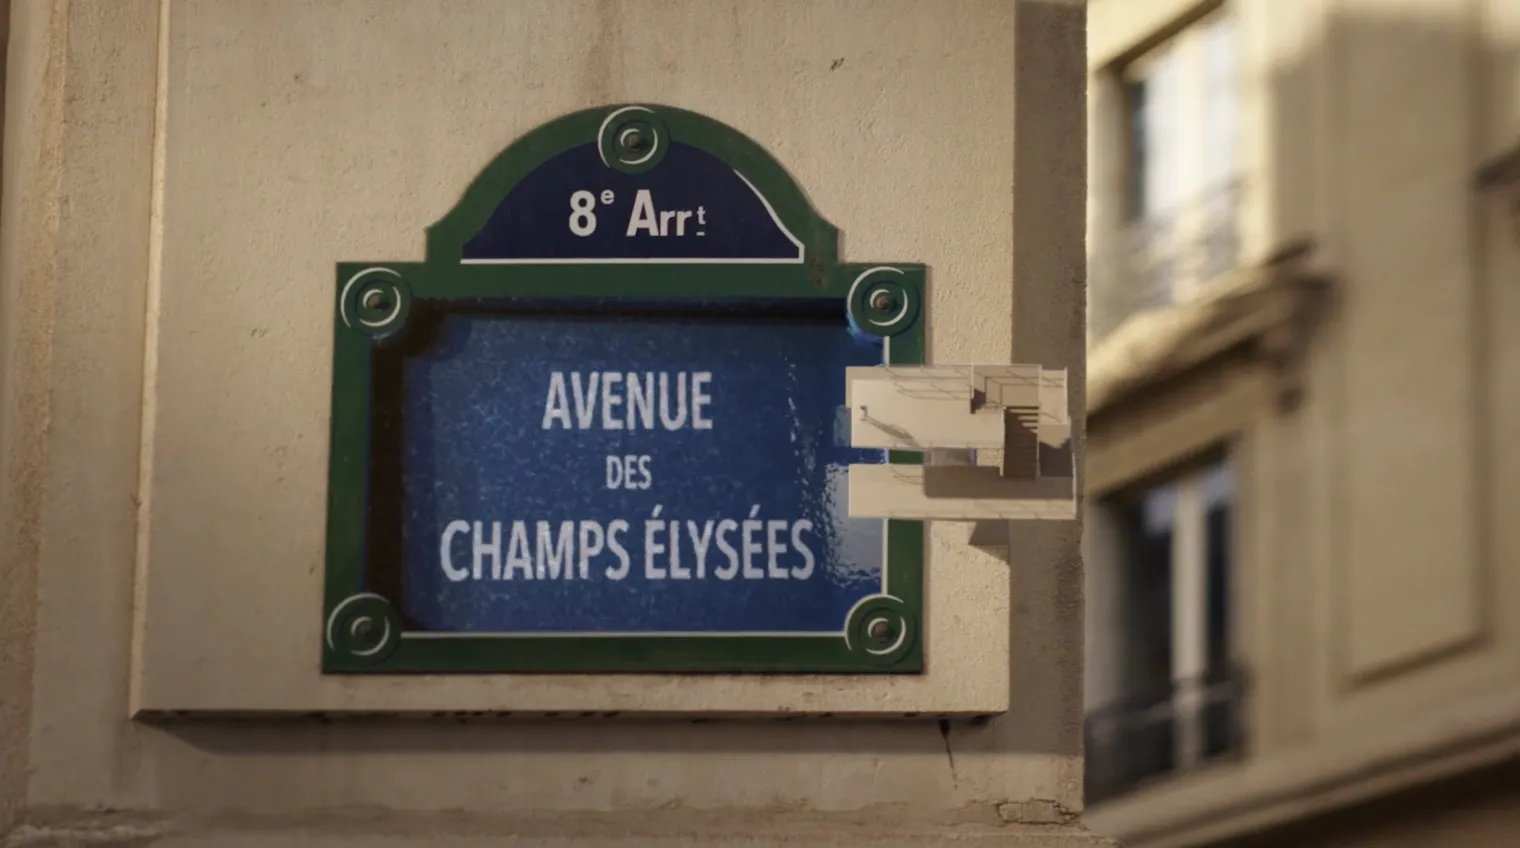 8e Arrt
AVENUE
DES
CHAMPS ÉLYSÉES